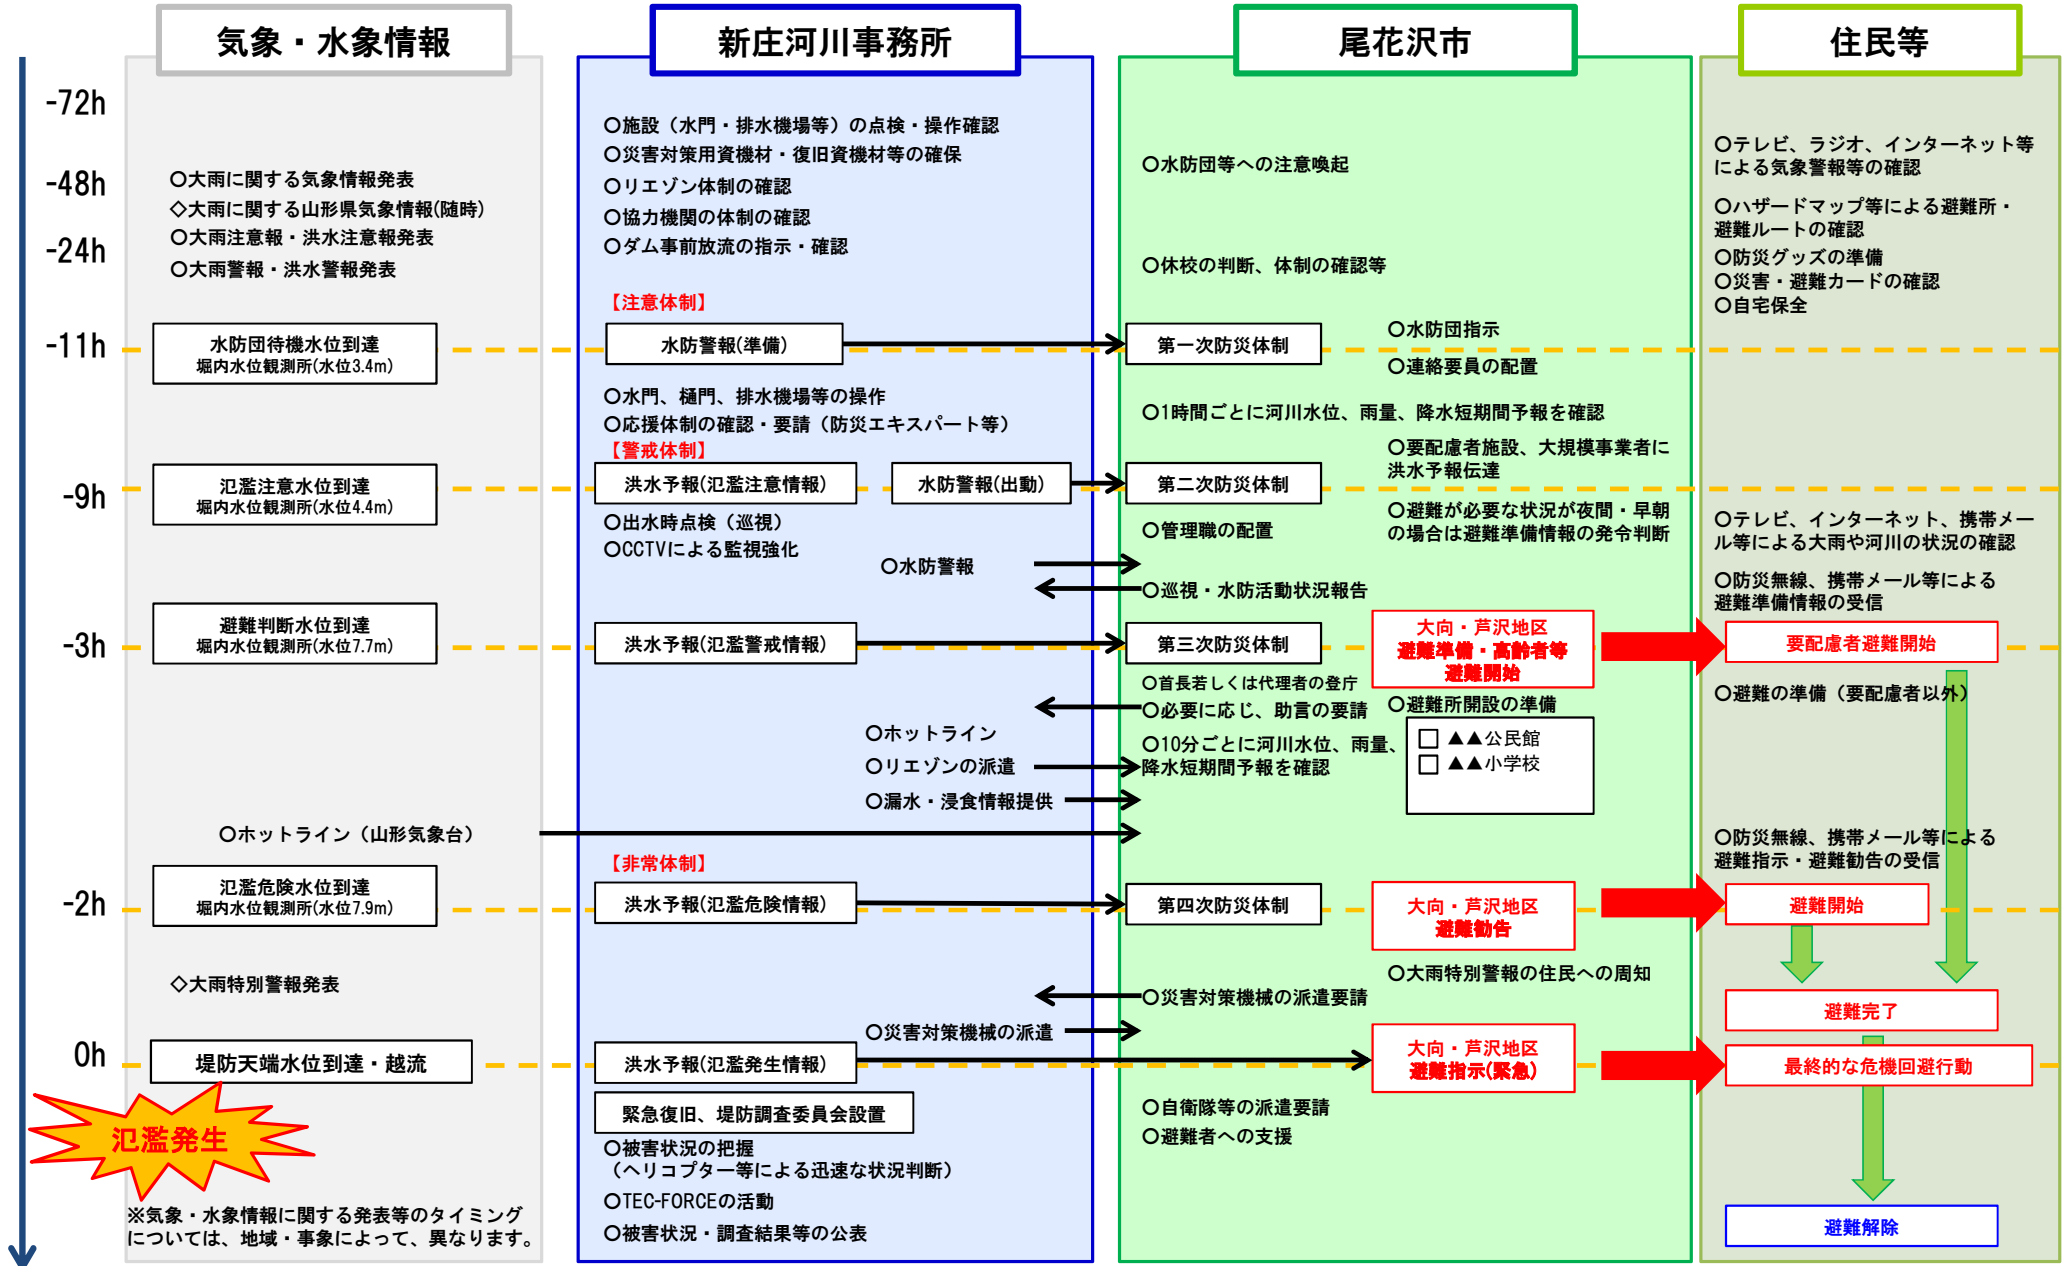 気象・水象情報
新庄河川事務所
尾花沢市
住民等
-72h
-48h
-24h
-11h
-9h
-3h
-2h
0h
○大雨に関する気象情報発表
◇大雨に関する山形県気象情報(随時)
○大雨注意報・洪水注意報発表
○大雨警報・洪水警報発表
水防団待機水位到達
堀内水位観測所(水位3.4m)
氾濫注意水位到達
堀内水位観測所(水位4.4m)
避難判断水位到達
堀内水位観測所(水位7.7m)
○ホットライン（山形気象台）
氾濫危険水位到達
堀内水位観測所(水位7.9m)
◇大雨特別警報発表
堤防天端水位到達・越流
氾濫発生
※気象・水象情報に関する発表等のタイミング
については、地域・事象によって、異なります。
○施設（水門・排水機場等）の点検・操作確認
○災害対策用資機材・復旧資機材等の確保
○リエゾン体制の確認
○協力機関の体制の確認
○ダム事前放流の指示・確認
【注意体制】
水防警報(準備)
○水門、樋門、排水機場等の操作
○応援体制の確認・要請（防災エキスパート等）
【警戒体制】
洪水予報(氾濫注意情報)
水防警報(出動)
○出水時点検（巡視）
○CCTVによる監視強化
○水防警報
洪水予報(氾濫警戒情報)
○ホットライン
○リエゾンの派遣
○漏水・浸食情報提供
【非常体制】
洪水予報(氾濫危険情報)
○災害対策機械の派遣
洪水予報(氾濫発生情報)
緊急復旧、堤防調査委員会設置
○被害状況の把握
（ヘリコプター等による迅速な状況判断）
○TEC-FORCEの活動
○被害状況・調査結果等の公表
○水防団等への注意喚起
○休校の判断、体制の確認等
第一次防災体制
○水防団指示
○連絡要員の配置
○1時間ごとに河川水位、雨量、降水短期間予報を確認
○要配慮者施設、大規模事業者に
洪水予報伝達
第二次防災体制
○管理職の配置
○避難が必要な状況が夜間・早朝
の場合は避難準備情報の発令判断
○巡視・水防活動状況報告
第三次防災体制
大向・芦沢地区
避難準備・高齢者等
避難開始
○首長若しくは代理者の登庁
○必要に応じ、助言の要請
○避難所開設の準備
○10分ごとに河川水位、雨量、
降水短期間予報を確認
□ ▲▲公民館
□ ▲▲小学校
第四次防災体制
大向・芦沢地区
避難勧告
○大雨特別警報の住民への周知
○災害対策機械の派遣要請
大向・芦沢地区
避難指示(緊急)
○自衛隊等の派遣要請
○避難者への支援
○テレビ、ラジオ、インターネット等
による気象警報等の確認
○ハザードマップ等による避難所・
避難ルートの確認
○防災グッズの準備
○災害・避難カードの確認
○自宅保全
○テレビ、インターネット、携帯メー
ル等による大雨や河川の状況の確認
○防災無線、携帯メール等による
避難準備情報の受信
要配慮者避難開始
○避難の準備（要配慮者以外）
○防災無線、携帯メール等による
避難指示・避難勧告の受信
避難開始
避難完了
最終的な危機回避行動
避難解除